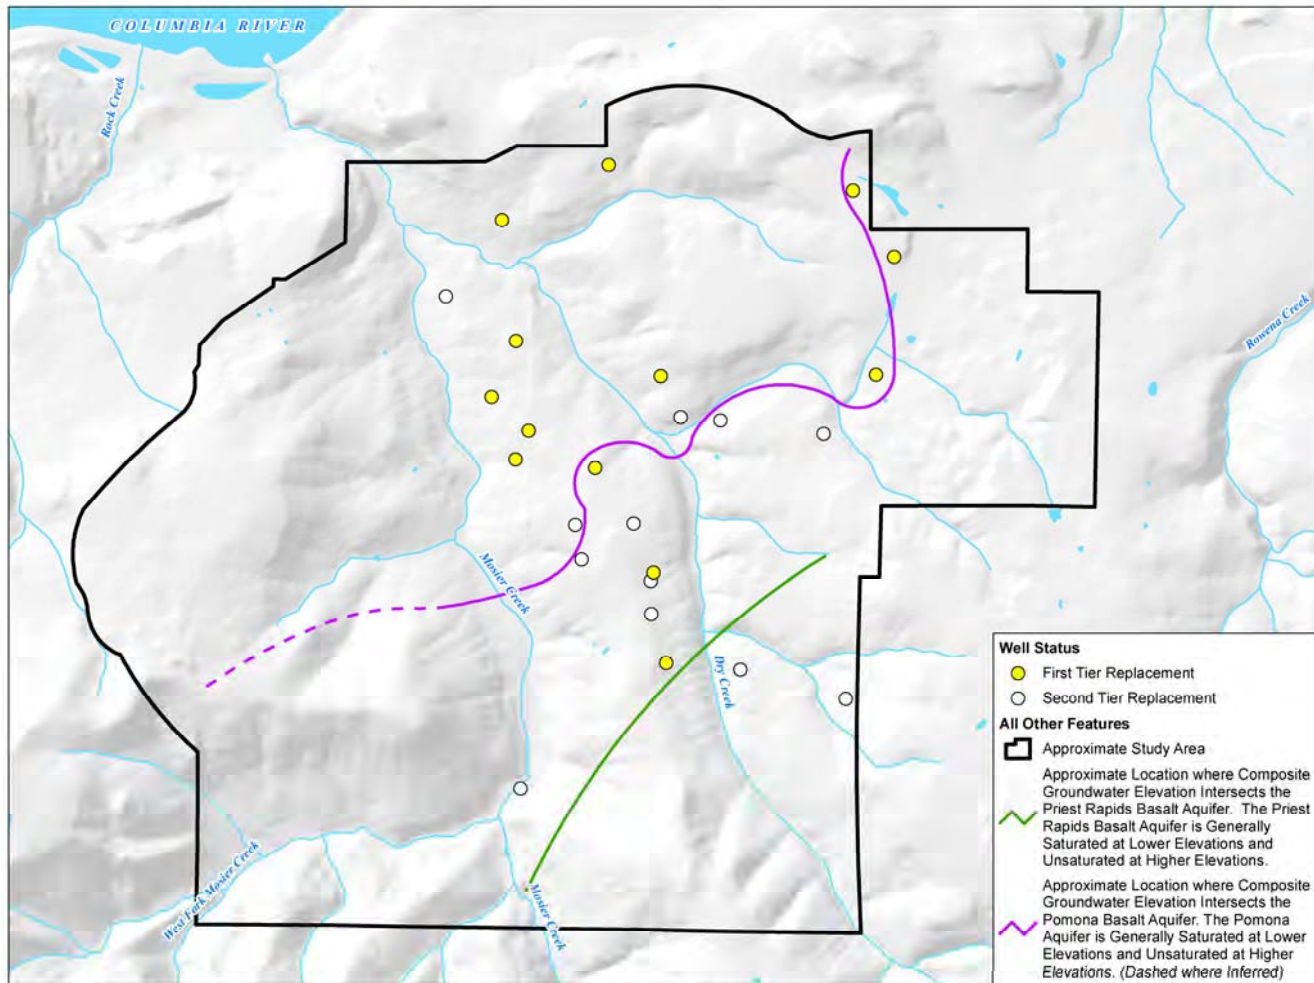 COLUMBIA RIVER
Rock Creek
Rowena Creek
Mosier Creek
Dry Creek
West Fork Mosier Creek
Mosier Creek
Well Status
First Tier Replacement
Second Tier Replacement
All Other Features
Approximate Study Area
Approximate Location where Composite
Groundwater Elevation Intersects the
Priest Rapids Basalt Aquifer. The Priest
Rapids Basalt Aquifer is Generally
Saturated at Lower Elevations and
Unsaturated at Higher Elevations.
Approximate Location where Composite
Groundwater Elevation Intersects the
Pomona Basalt Aquifer. The Pomona
Aquifer is Generally Saturated at Lower
Elevations and Unsaturated at Higher
Elevations. (Dashed where Inferred)